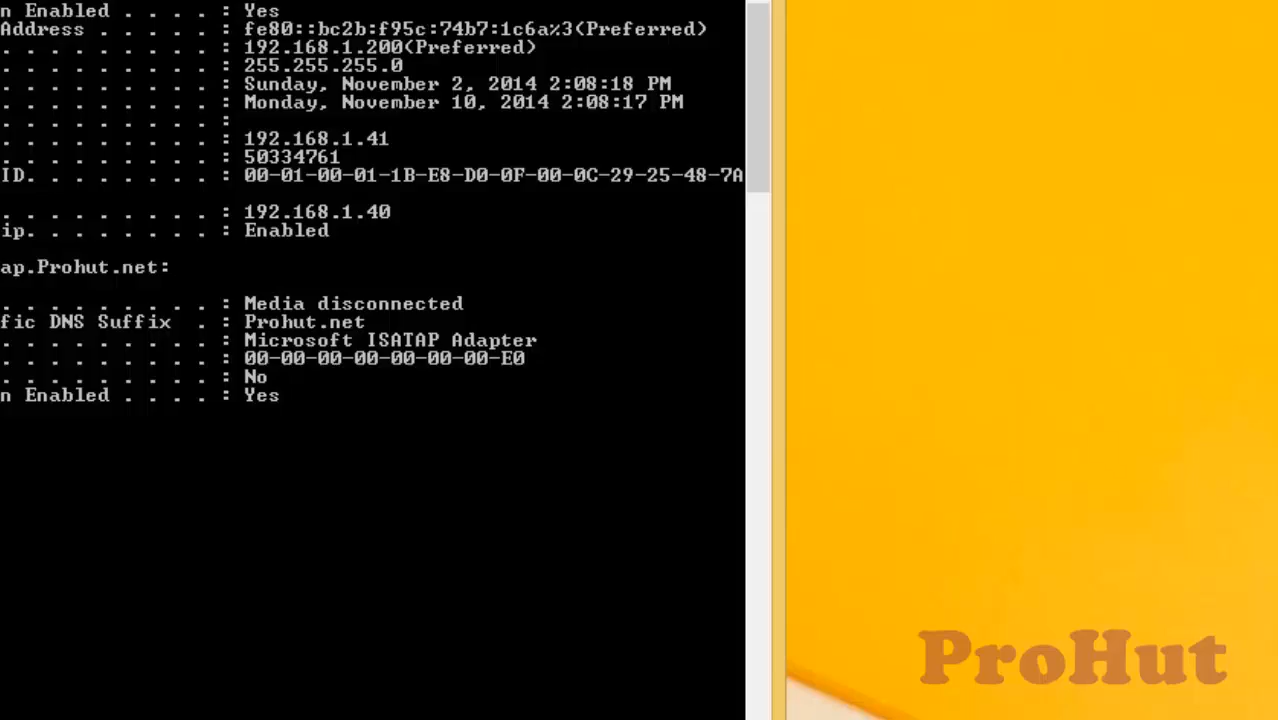 n Enabled . . . . : Yes
Address . . . . . : fe80::bc2b:f95c:74b7:1c6a%3(Preferred)
. . . . . . . . . : 192.168.1.200(Preferred)
. . . . . . . . . : 255.255.255.0
. . . . . . . . . : Sunday, November 2, 2014 2:08:18 PM
. . . . . . . . . : Monday, November 10, 2014 2:08:17 PM
. . . . . . . . . :
. . . . . . . . . : 192.168.1.41
. . . . . . . . . : 50334761
ID. . . . . . . . : 00-01-00-01-1B-E8-D0-0F-00-0C-29-25-48-7A
. . . . . . . . . : 192.168.1.40
ip. . . . . . . . : Enabled
ap.Prohut.net:
. . . . . . . . . : Media disconnected
fic DNS Suffix  . : Prohut.net
. . . . . . . . . : Microsoft ISATAP Adapter
. . . . . . . . . : 00-00-00-00-00-00-00-E0
. . . . . . . . . : No
n Enabled . . . . : Yes
ProHut